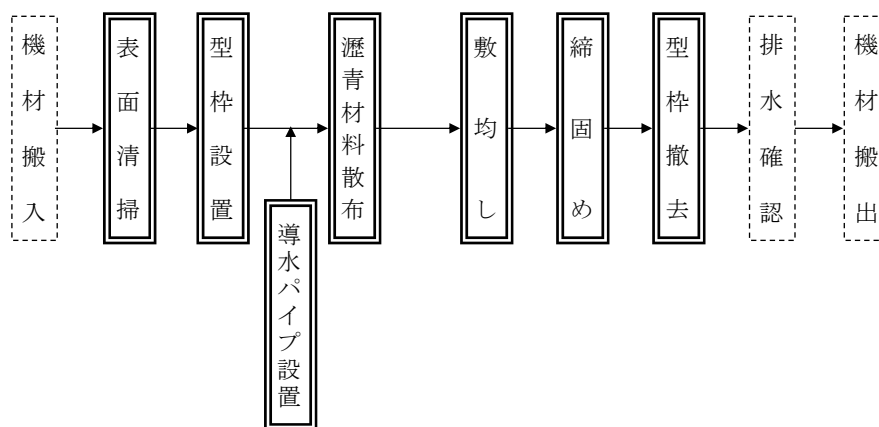 機材搬入
表面清掃
型枠設置
導水パイプ設置
瀝青材料散布
敷均し
締固め
型枠撤去
排水確認
機材搬出